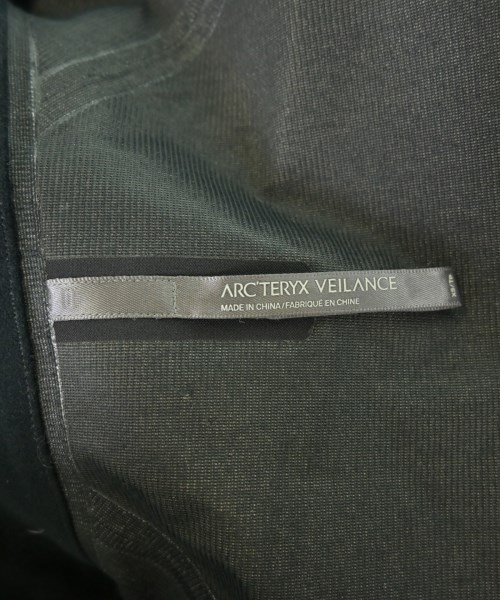 ARC'TERYX VEILANCE
MADE IN CHINA/FABRIQUÉ EN CHINE